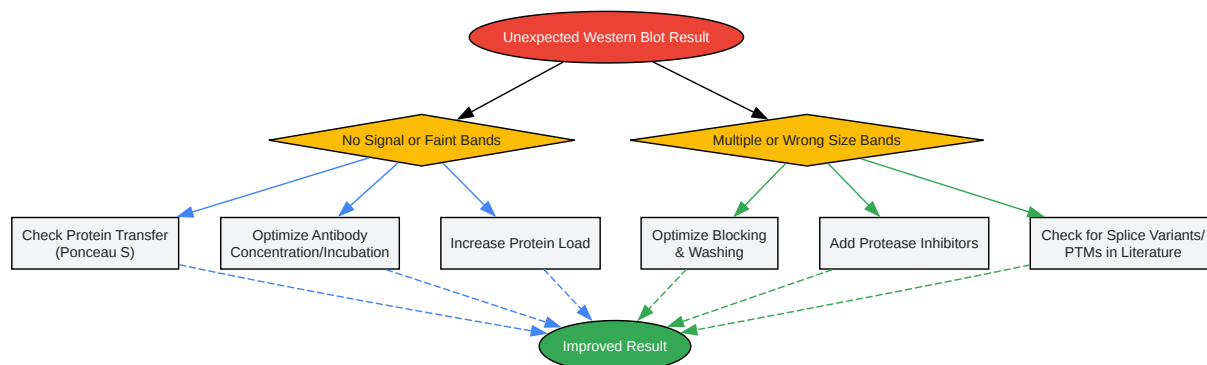 Unexpected Western Blot Result
No Signal or Faint Bands
Multiple or Wrong Size Bands
Check Protein Transfer
(Ponceau S)
Optimize Antibody
Concentration/Incubation
Increase Protein Load
Optimize Blocking
& Washing
Add Protease Inhibitors
Check for Splice Variants/
PTMs in Literature
Improved Result